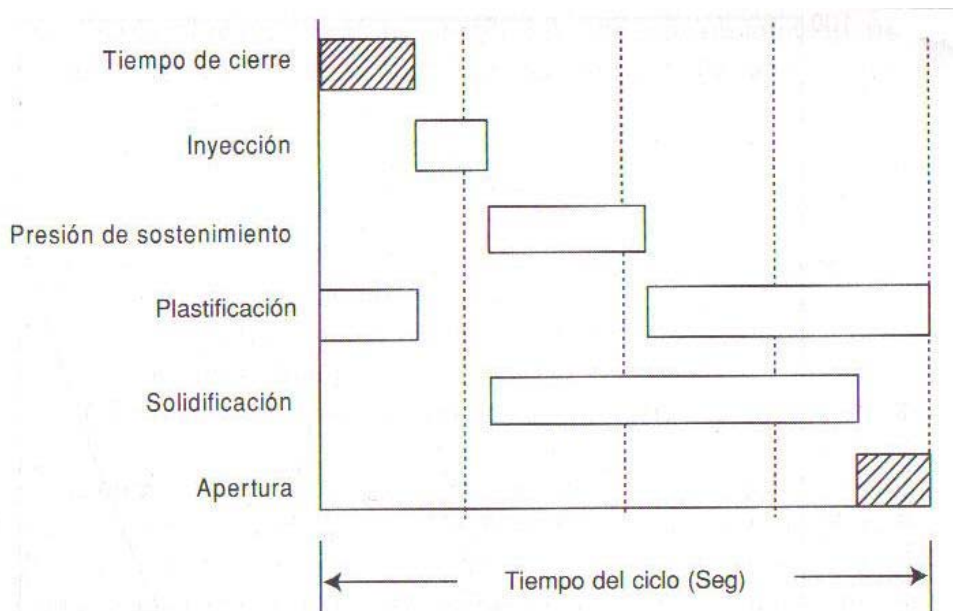 Tiempo de cierre
Inyección
Presión de sostenimiento
Plastificación
Solidificación
Apertura
Tiempo del ciclo (Seg)